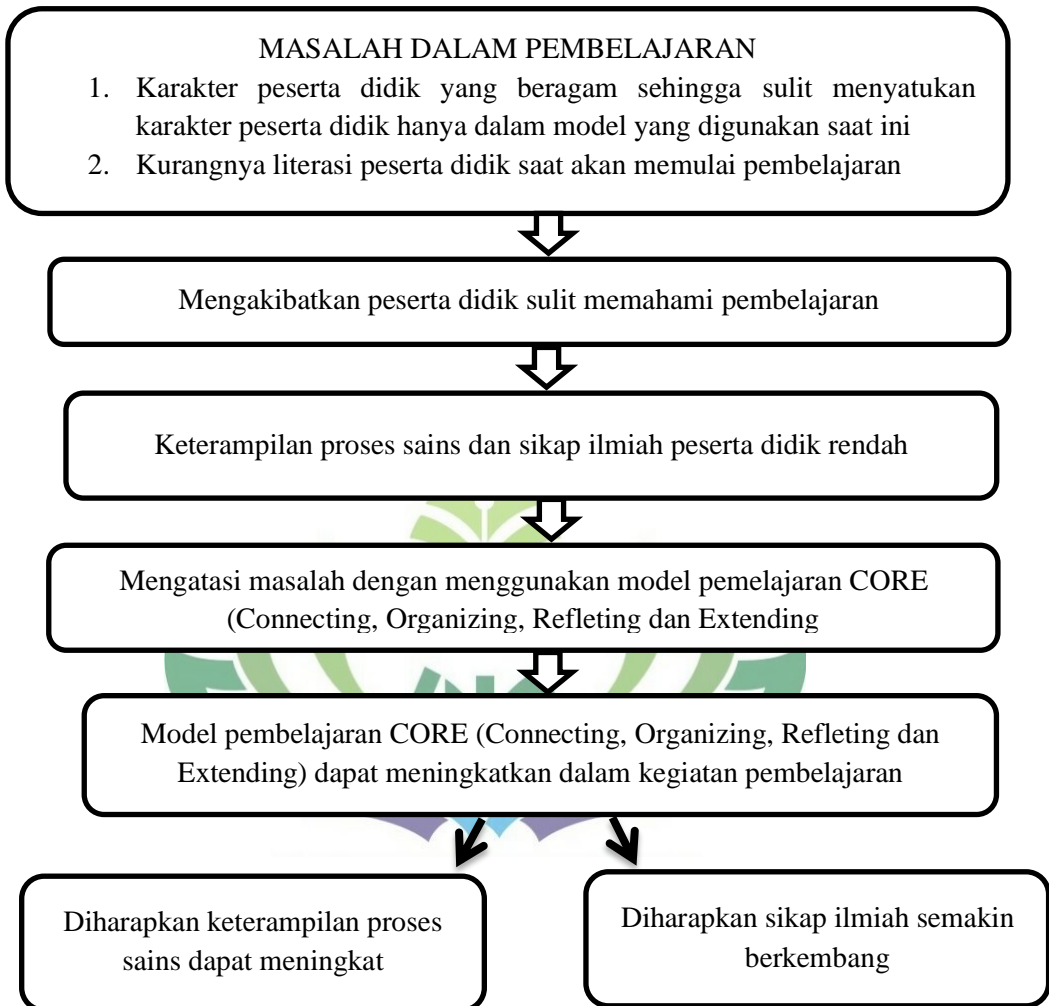 MASALAH DALAM PEMBELAJARAN
1. Karakter peserta didik yang beragam sehingga sulit menyatukan
karakter peserta didik hanya dalam model yang digunakan saat ini
2. Kurangnya literasi peserta didik saat akan memulai pembelajaran
Mengakibatkan peserta didik sulit memahami pembelajaran
Keterampilan proses sains dan sikap ilmiah peserta didik rendah
Mengatasi masalah dengan menggunakan model pemelajaran CORE
(Connecting, Organizing, Refleting dan Extending
Model pembelajaran CORE (Connecting, Organizing, Refleting dan
Extending) dapat meningkatkan dalam kegiatan pembelajaran
Diharapkan keterampilan proses
sains dapat meningkat
Diharapkan sikap ilmiah semakin
berkembang